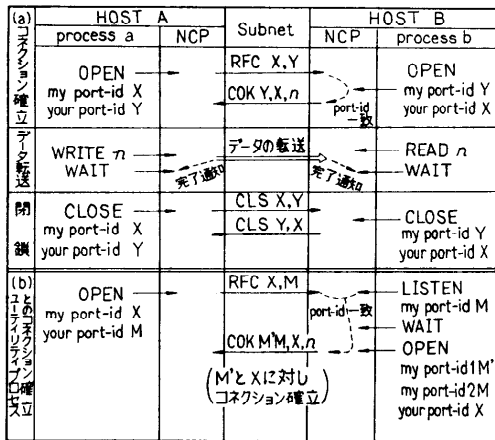 HOST A
Subnet
HOST B
process a
NCP
NCP
process b
(a)
コネクション確立
OPEN
my port-id X
your port-id Y
RFC X,Y
COK Y,X,n
port-id
一致
OPEN
my port-id Y
your port-id X
データ転送
WRITE n
WAIT
完了通知
データの転送
完了通知
READ n
WAIT
閉鎖
CLOSE
my port-id X
your port-id Y
CLS X,Y
CLS Y,X
CLOSE
my port-id Y
your port-id X
(b)
ユーティリティプロセス
とのコネクション確立
OPEN
my port-id X
your port-id M
RFC X,M
port-id一致
COK M'M,X,n
(M'とXに対し
コネクション確立)
LISTEN
my port-id M
WAIT
OPEN
my port-id1M'
my port-id2M
your port-id X